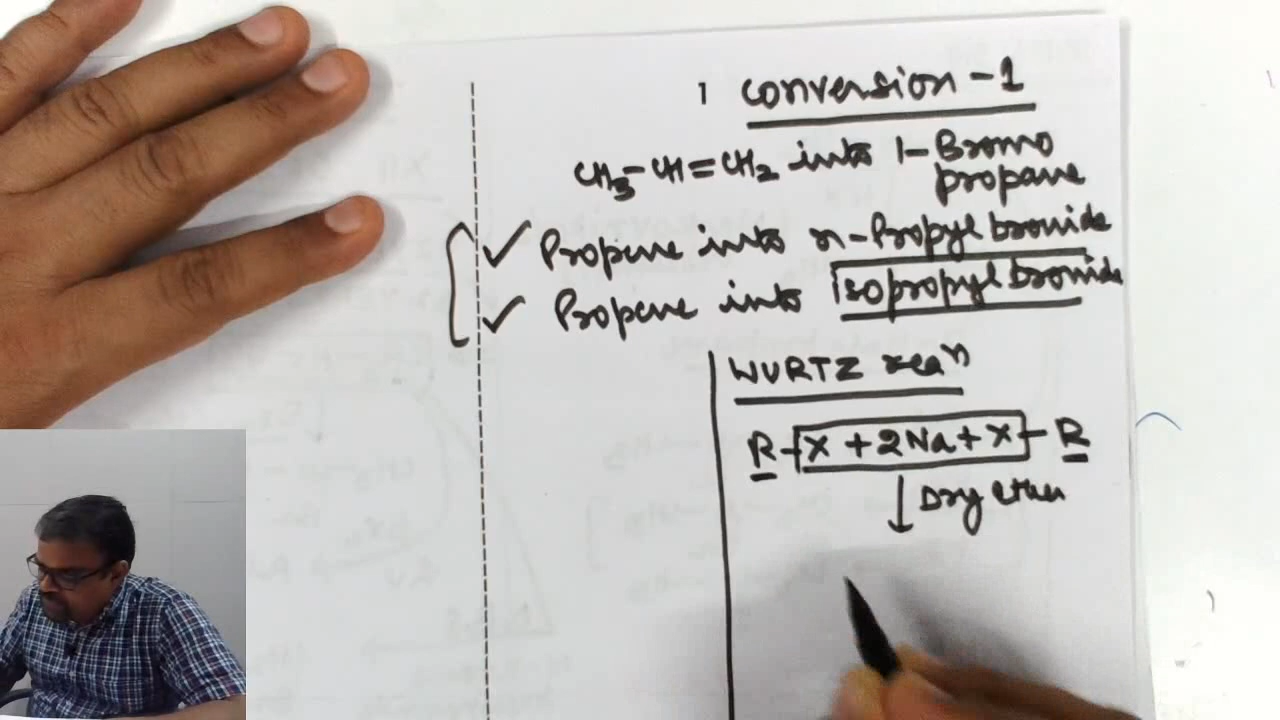 1 Conversion-1
CH3-CH=CH2 into 1-Bromo
propane
✓ Propene into n-Propyl bromide
✓ Propene into Isopropyl bromide
WURTZ reaⁿ
R-X + 2Na + X-R
↓ Dry ether